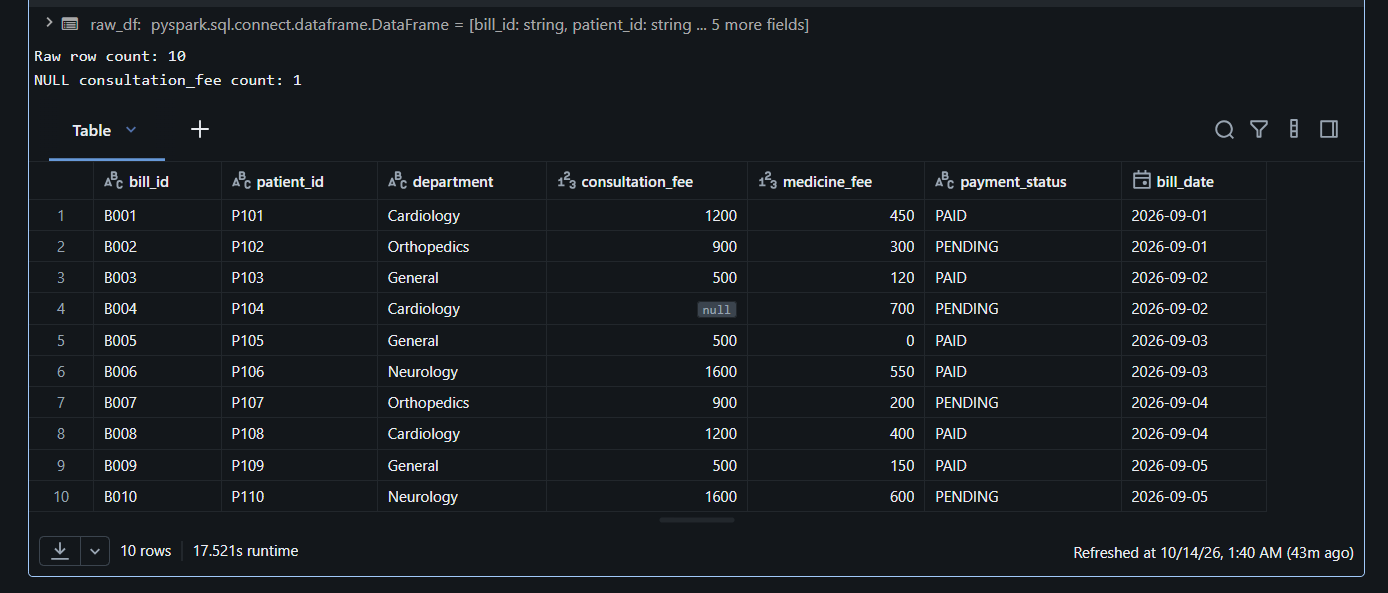 raw_df: pyspark.sql.connect.dataframe.DataFrame = [bill_id: string, patient_id: string ... 5 more fields]
Raw row count: 10
NULL consultation_fee count: 1
Table
bill_id patient_id department consultation_fee medicine_fee payment_status bill_date
1 B001 P101 Cardiology 1200 450 PAID 2026-09-01
2 B002 P102 Orthopedics 900 300 PENDING 2026-09-01
3 B003 P103 General 500 120 PAID 2026-09-02
4 B004 P104 Cardiology null 700 PENDING 2026-09-02
5 B005 P105 General 500 0 PAID 2026-09-03
6 B006 P106 Neurology 1600 550 PAID 2026-09-03
7 B007 P107 Orthopedics 900 200 PENDING 2026-09-04
8 B008 P108 Cardiology 1200 400 PAID 2026-09-04
9 B009 P109 General 500 150 PAID 2026-09-05
10 B010 P110 Neurology 1600 600 PENDING 2026-09-05
10 rows 17.521s runtime Refreshed at 10/14/26, 1:40 AM (43m ago)